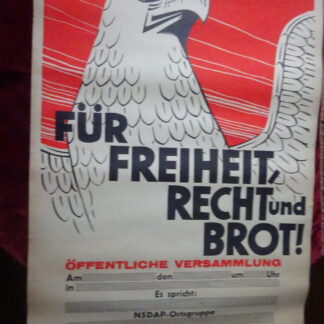 FÜR
FREIHEIT,
RECHT und
BROT!
ÖFFENTLICHE VERSAMMLUNG
Am den um Uhr
in
Es spricht:
NSDAP-Ortsgruppe